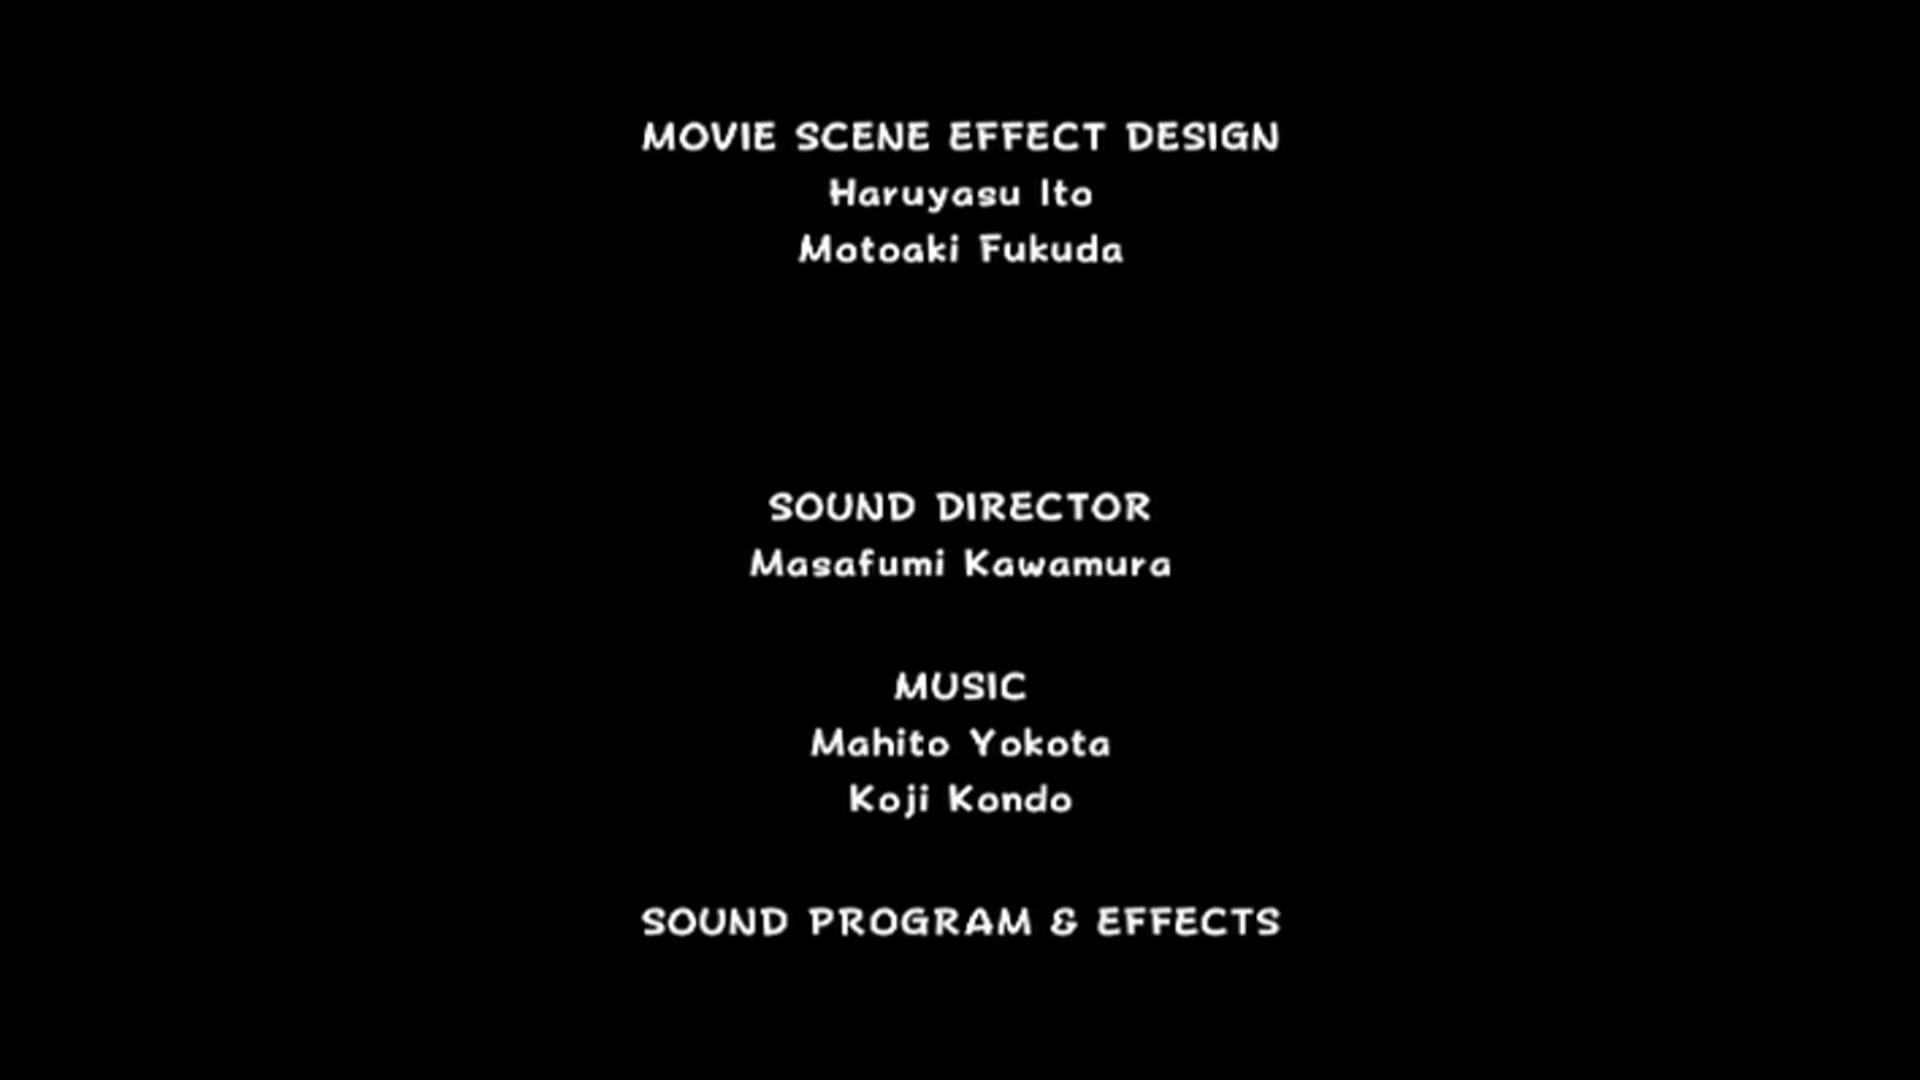 MOVIE SCENE EFFECT DESIGN
Haruyasu Ito
Motoaki Fukuda
SOUND DIRECTOR
Masafumi Kawamura
MUSIC
Mahito Yokota
Koji Kondo
SOUND PROGRAM & EFFECTS